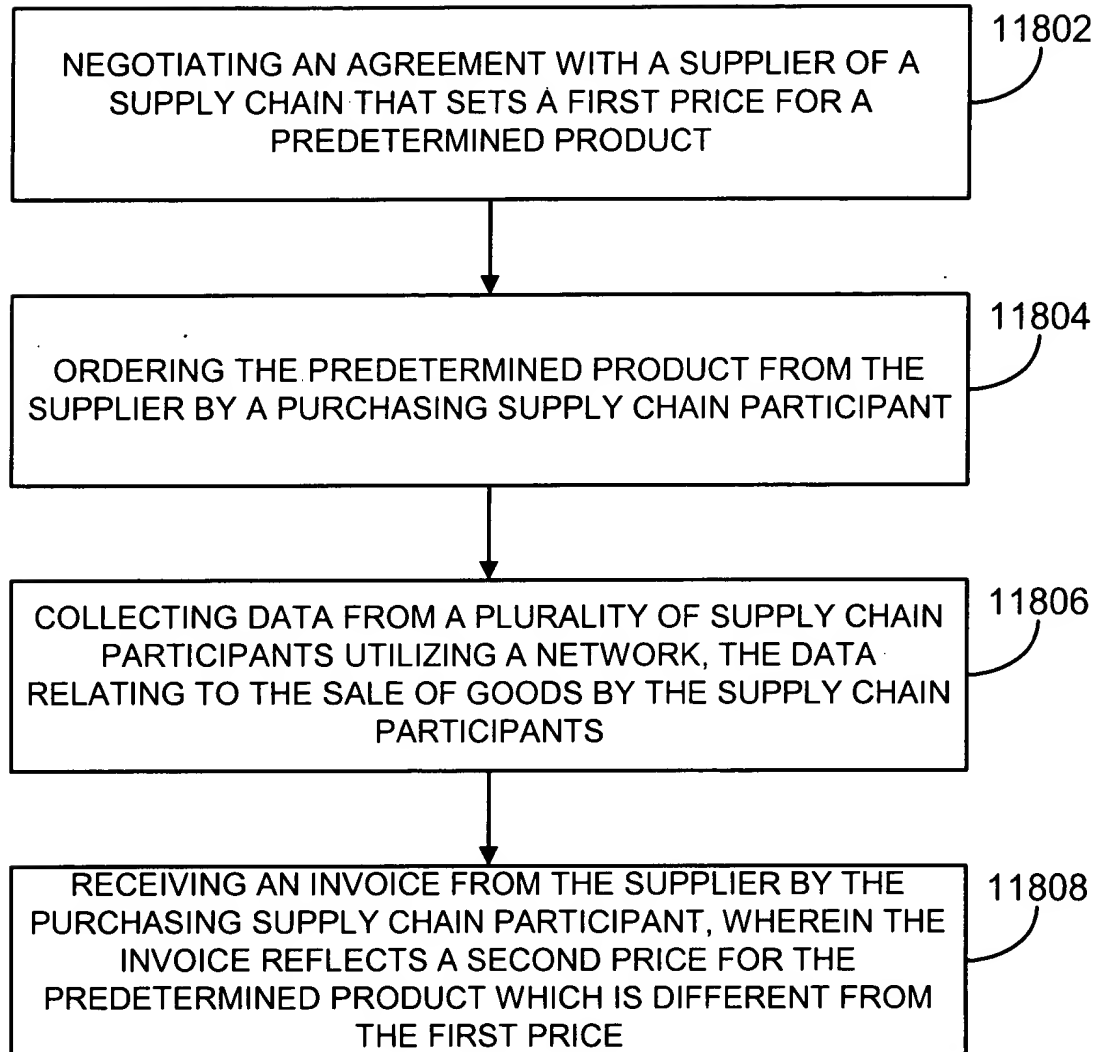 11802
NEGOTIATING AN AGREEMENT WITH A SUPPLIER OF A
SUPPLY CHAIN THAT SETS A FIRST PRICE FOR A
PREDETERMINED PRODUCT
11804
ORDERING THE PREDETERMINED PRODUCT FROM THE
SUPPLIER BY A PURCHASING SUPPLY CHAIN PARTICIPANT
11806
COLLECTING DATA FROM A PLURALITY OF SUPPLY CHAIN
PARTICIPANTS UTILIZING A NETWORK, THE DATA
RELATING TO THE SALE OF GOODS BY THE SUPPLY CHAIN
PARTICIPANTS
11808
RECEIVING AN INVOICE FROM THE SUPPLIER BY THE
PURCHASING SUPPLY CHAIN PARTICIPANT, WHEREIN THE
INVOICE REFLECTS A SECOND PRICE FOR THE
PREDETERMINED PRODUCT WHICH IS DIFFERENT FROM
THE FIRST PRICE